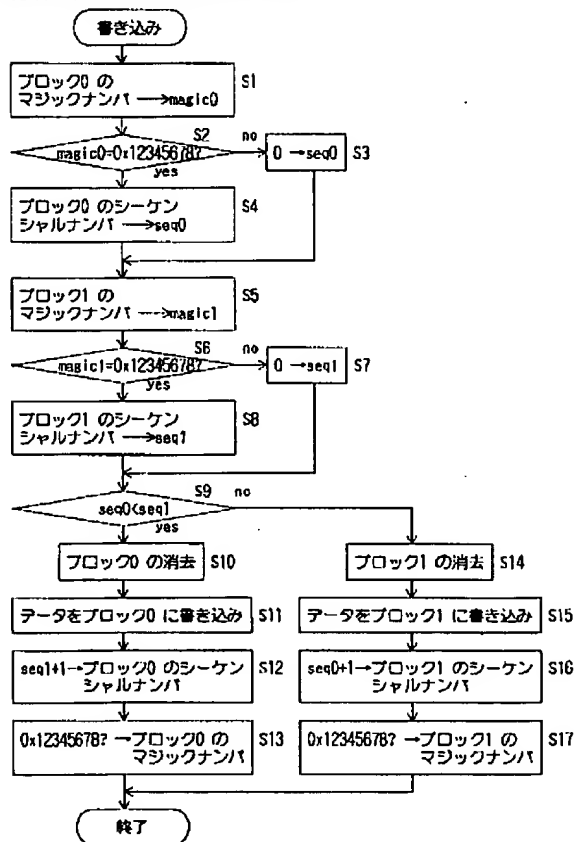 書き込み
ブロック0 の
マジックナンバ →magic0
S1
S2
magic0=0x12345678?
no
yes
0 →seq0
S3
ブロック0 のシーケン
シャルナンバ →seq0
S4
ブロック1 の
マジックナンバ →magic1
S5
S6
magic1=0x12345678?
no
yes
0 →seq1
S7
ブロック1 のシーケン
シャルナンバ →seq1
S8
S9
seq0<seq1
no
yes
ブロック0 の消去
S10
ブロック1 の消去
S14
データをブロック0 に書き込み
S11
データをブロック1 に書き込み
S15
seq1+1→ブロック0 のシーケン
シャルナンバ
S12
seq0+1→ブロック1 のシーケン
シャルナンバ
S16
0x12345678? →ブロック0 の
マジックナンバ
S13
0x12345678? →ブロック1 の
マジックナンバ
S17
終了